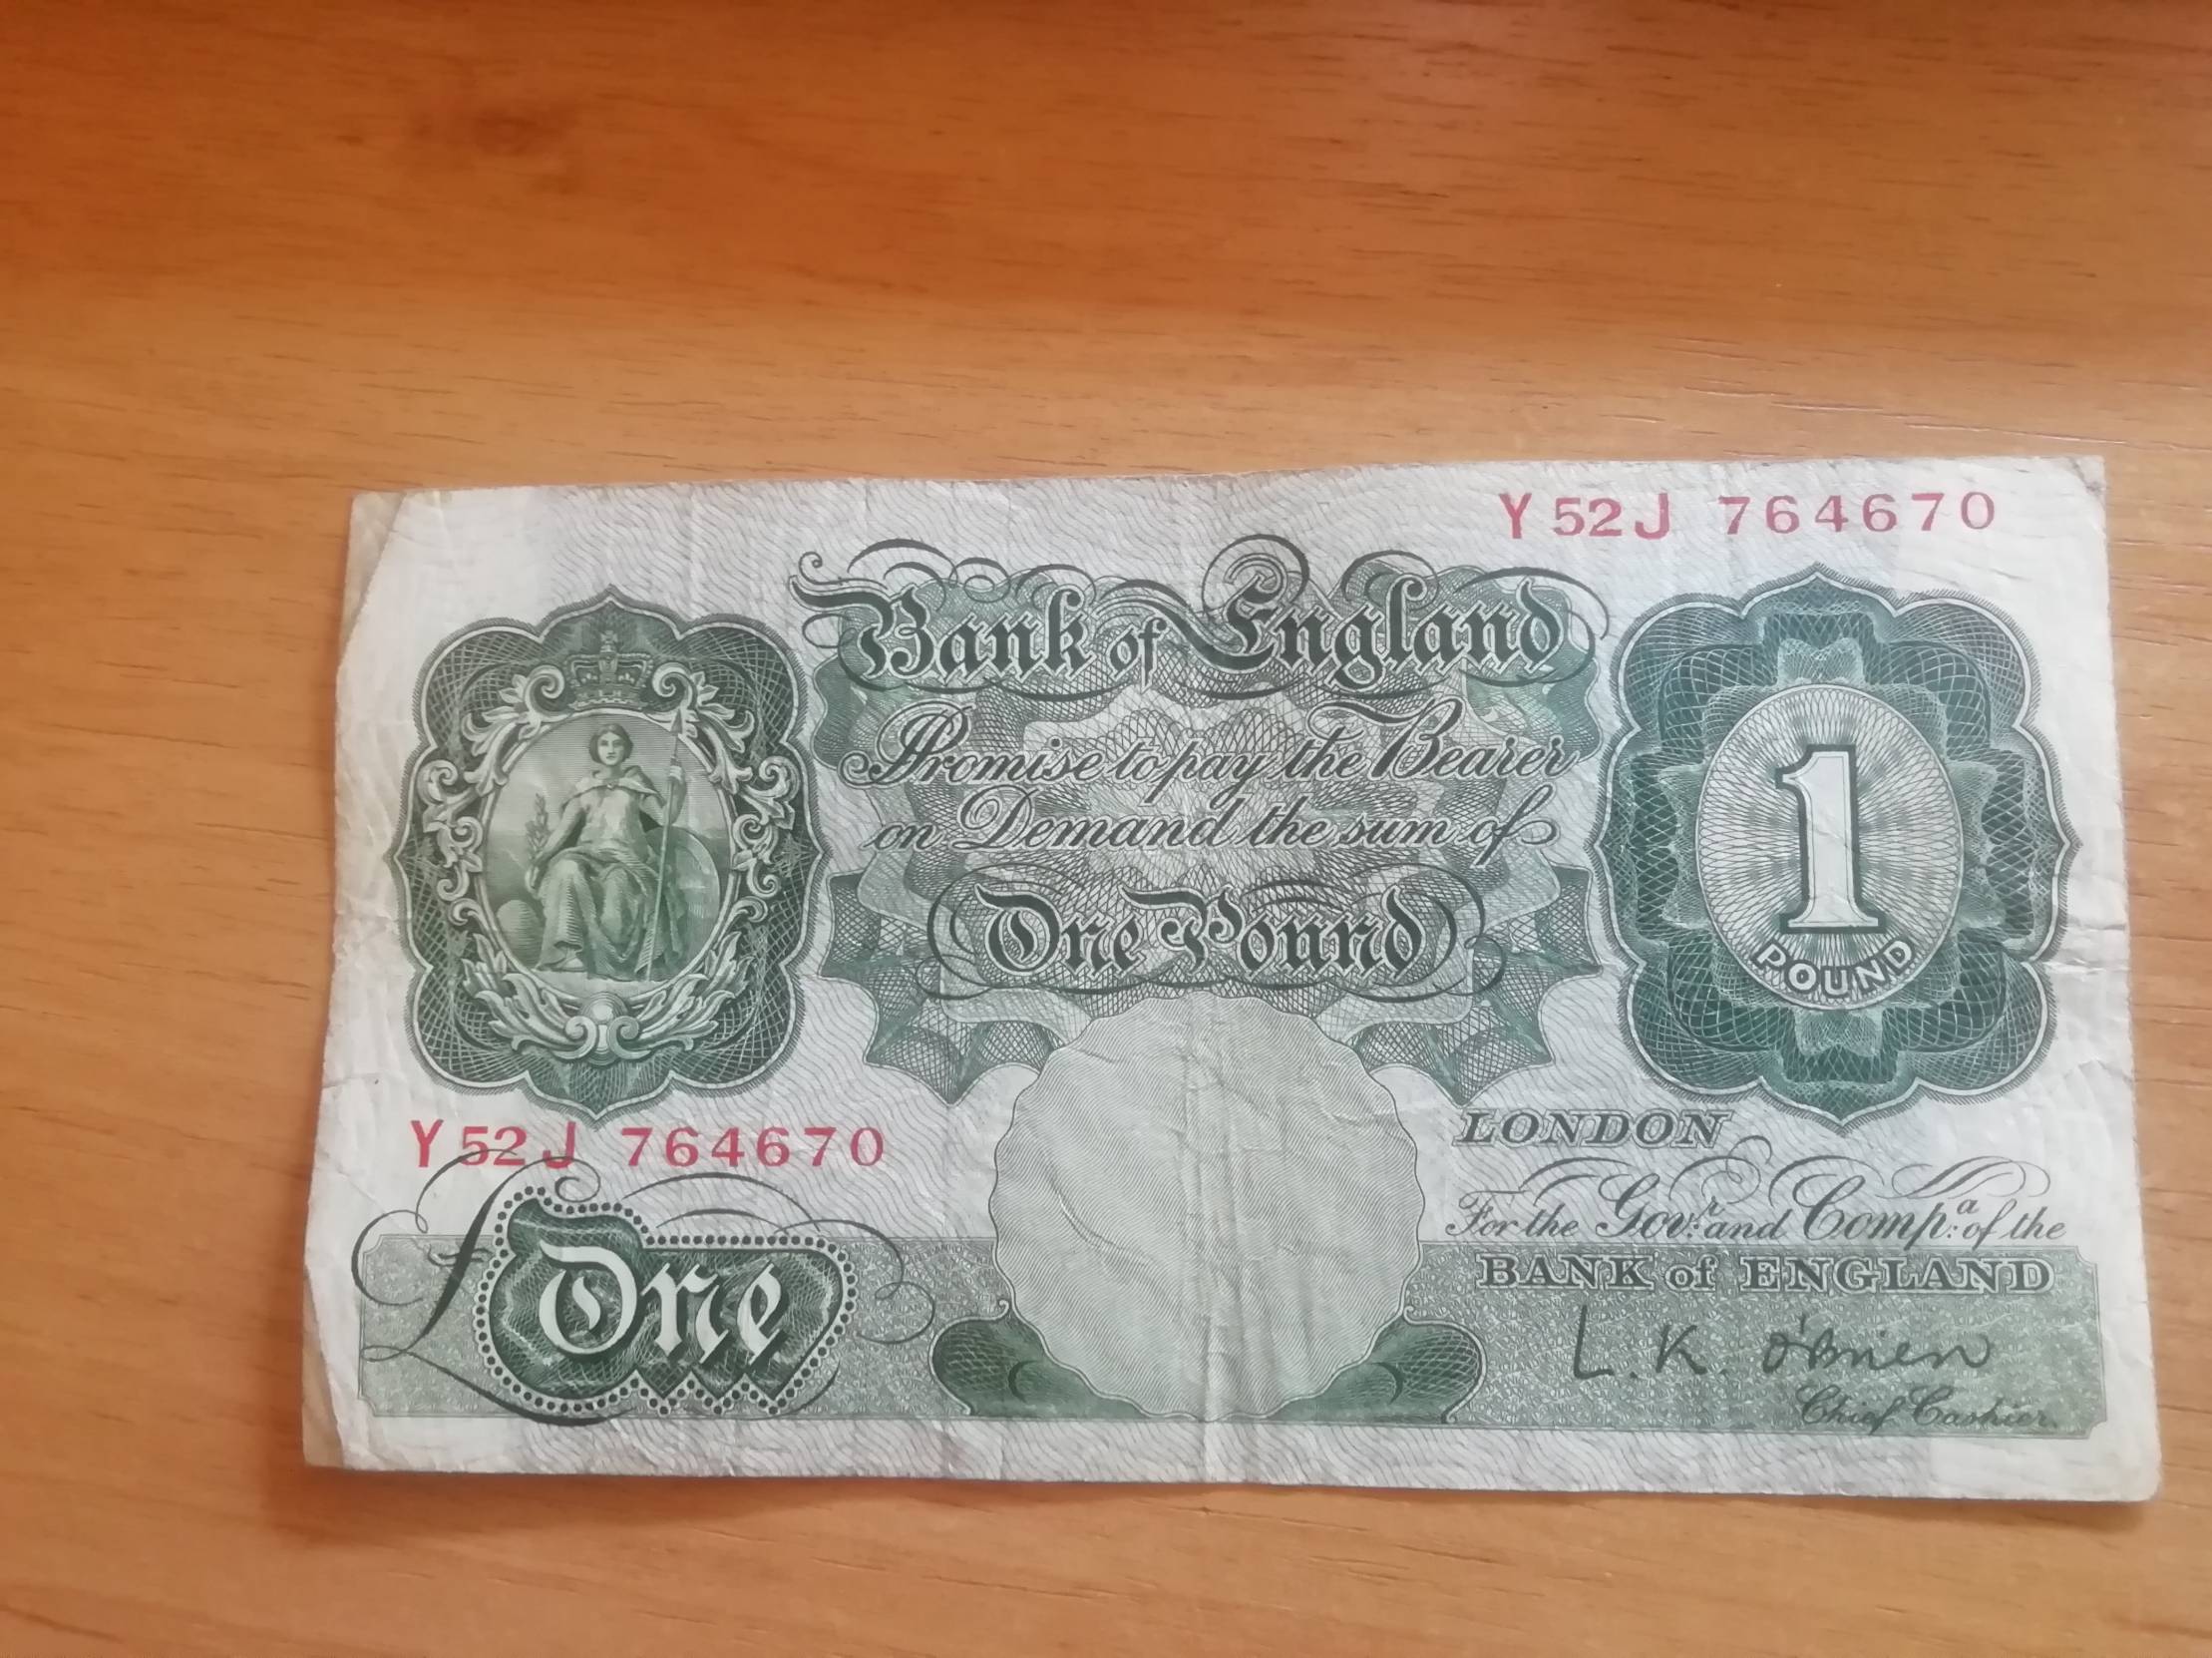 Y52J 764670
Bank of England
Promise to pay the Bearer
on Demand the sum of
One Pound
1
POUND
Y52J 764670
LONDON
For the Govr. and Compa. of the
BANK of ENGLAND
£ One
L. K. O'Brien
Chief Cashier.